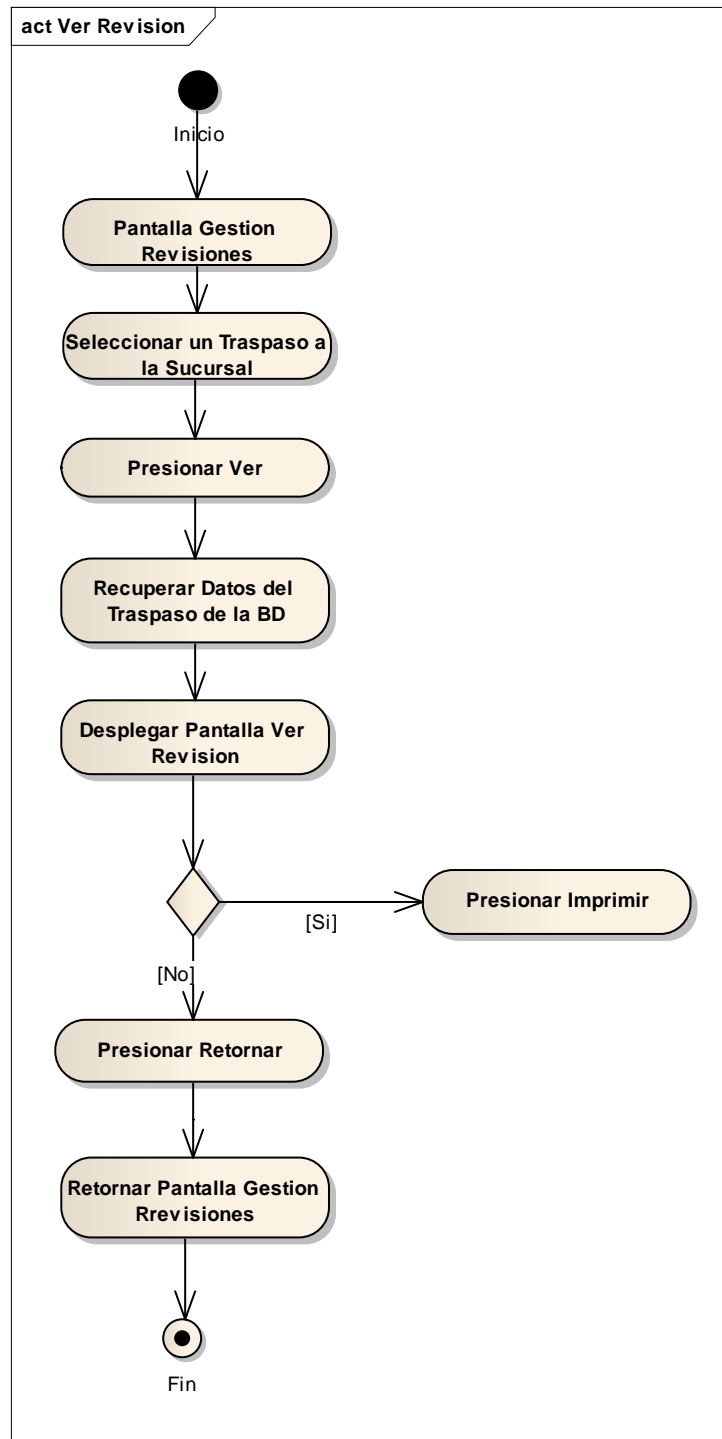 act Ver Revision
Inicio
Pantalla Gestion
Revisiones
Seleccionar un Traspaso a
la Sucursal
Presionar Ver
Recuperar Datos del
Traspaso de la BD
Desplegar Pantalla Ver
Revision
Presionar Imprimir
[Si]
[No]
Presionar Retornar
Retornar Pantalla Gestion
Rrevisiones
Fin